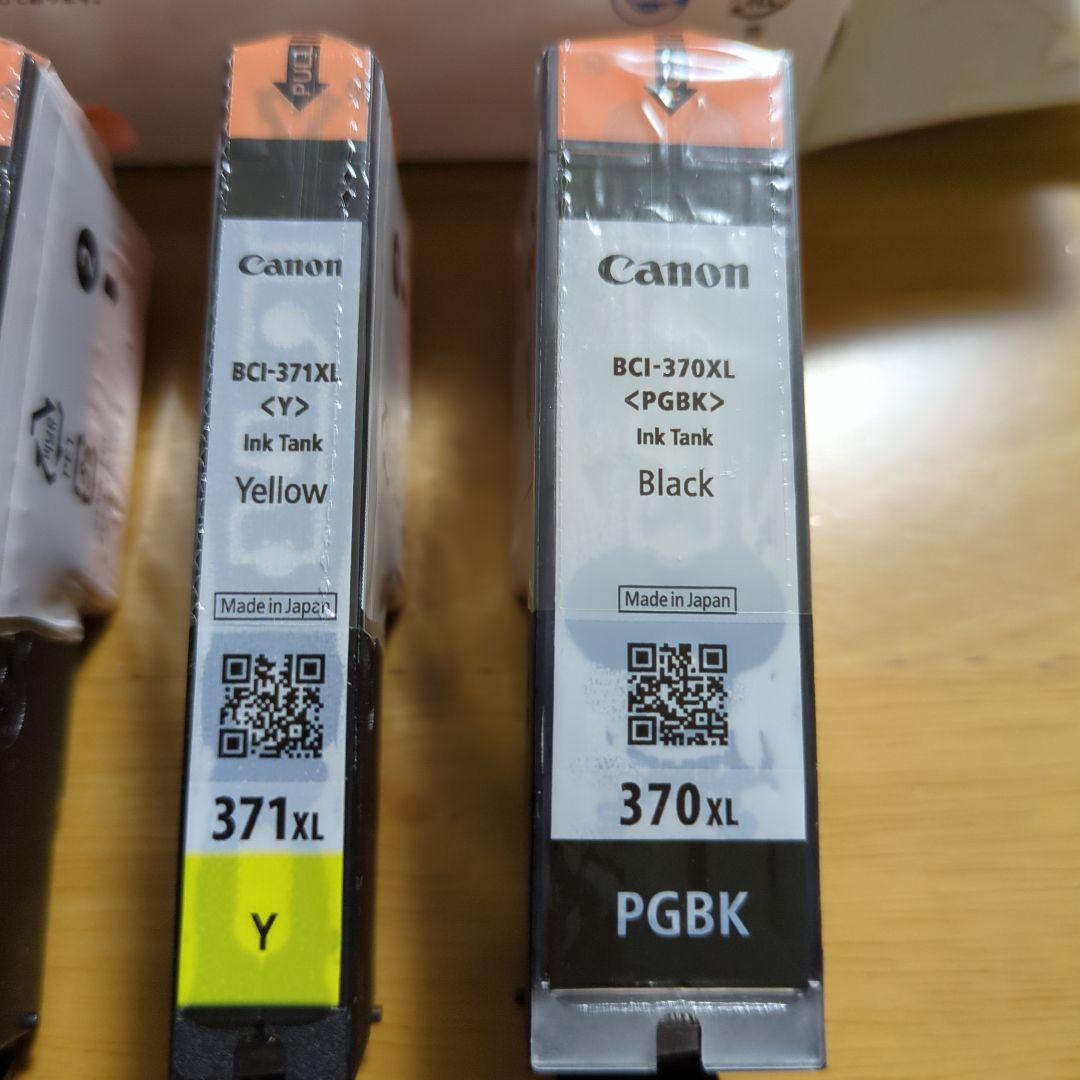 PULL
Canon
BCI-371XL
<Y>
Ink Tank
Yellow
Made in Japan
371XL
Y
Canon
BCI-370XL
<PGBK>
Ink Tank
Black
Made in Japan
370XL
PGBK